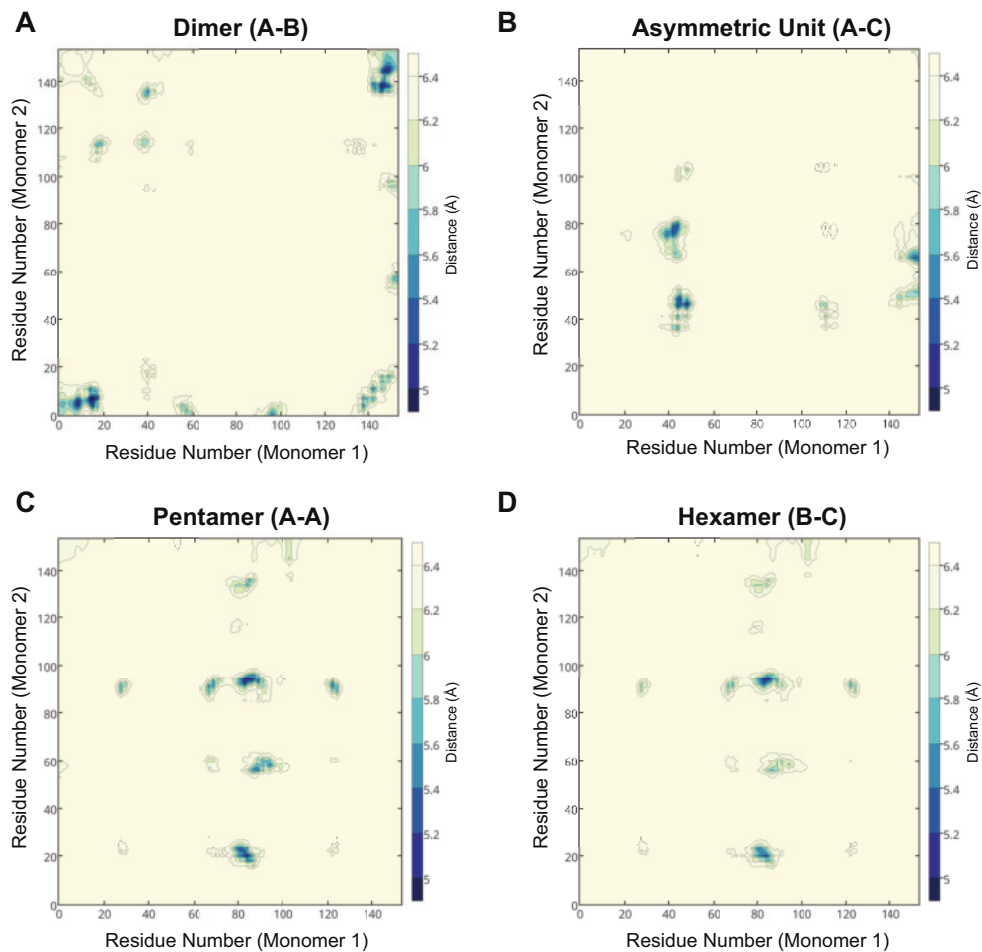 A
Dimer (A-B)
Residue Number (Monomer 2)
140
120
100
80
60
40
20
0
0 20 40 60 80 100 120 140
Residue Number (Monomer 1)
6.4
6.2
6
5.8
5.6
5.4
5.2
5
Distance (Å)
B
Asymmetric Unit (A-C)
Residue Number (Monomer 2)
140
120
100
80
60
40
20
0
0 20 40 60 80 100 120 140
Residue Number (Monomer 1)
6.4
6.2
6
5.8
5.6
5.4
5.2
5
Distance (Å)
C
Pentamer (A-A)
Residue Number (Monomer 2)
140
120
100
80
60
40
20
0
0 20 40 60 80 100 120 140
Residue Number (Monomer 1)
6.4
6.2
6
5.8
5.6
5.4
5.2
5
Distance (Å)
D
Hexamer (B-C)
Residue Number (Monomer 2)
140
120
100
80
60
40
20
0
0 20 40 60 80 100 120 140
Residue Number (Monomer 1)
6.4
6.2
6
5.8
5.6
5.4
5.2
5
Distance (Å)